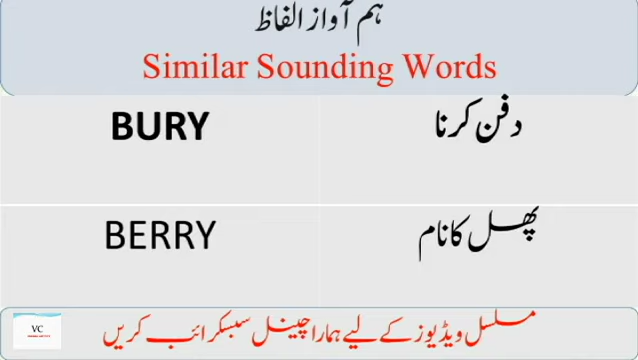 ہم آواز الفاظ
Similar Sounding Words
BURY دفن کرنا
BERRY پھل کا نام
VC
مسلسل ویڈیوز کے لیے ہمارا چینل سبسکرائب کریں